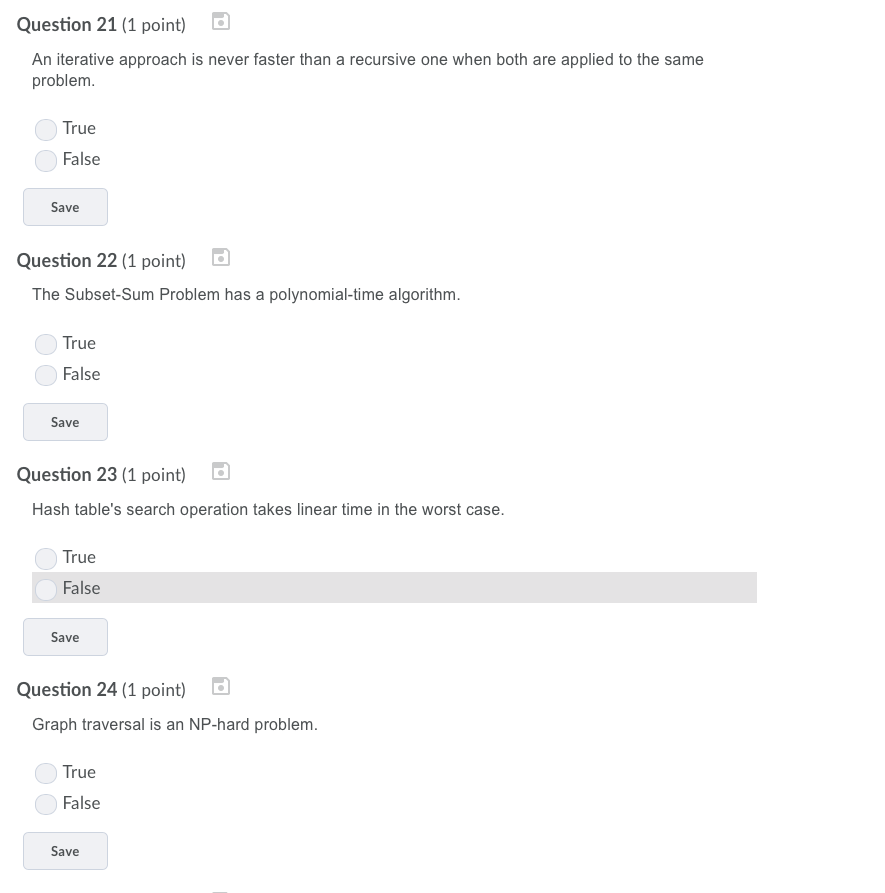 Question 21 (1 point)
An iterative approach is never faster than a recursive one when both are applied to the same
problem.
True
False
Save
Question 22 (1 point)
The Subset-Sum Problem has a polynomial-time algorithm.
True
False
Save
Question 23 (1 point)
Hash table's search operation takes linear time in the worst case.
True
False
Save
Question 24 (1 point)
Graph traversal is an NP-hard problem.
True
False
Save